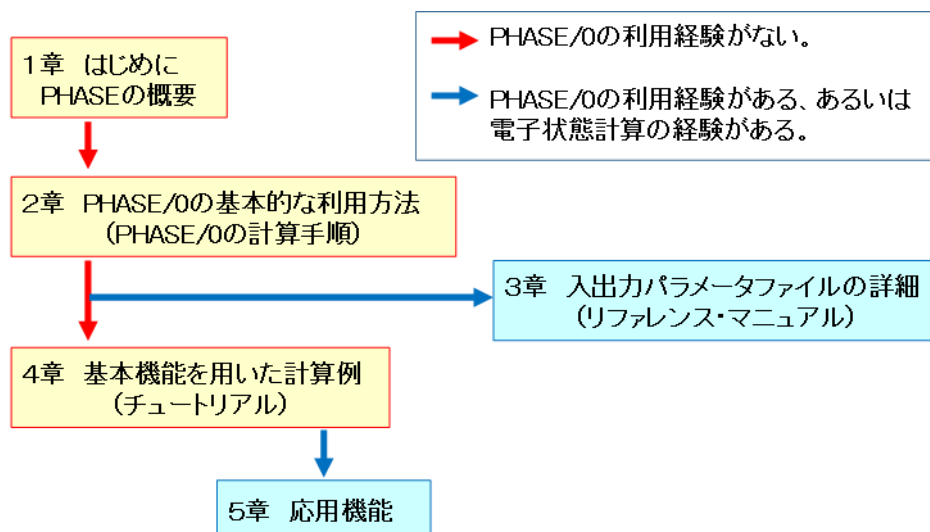 1章 はじめに
PHASEの概要
PHASE/0の利用経験がない。
PHASE/0の利用経験がある、あるいは
電子状態計算の経験がある。
2章 PHASE/0の基本的な利用方法
(PHASE/0の計算手順)
3章 入出力パラメータファイルの詳細
(リファレンス・マニュアル)
4章 基本機能を用いた計算例
(チュートリアル)
5章 応用機能